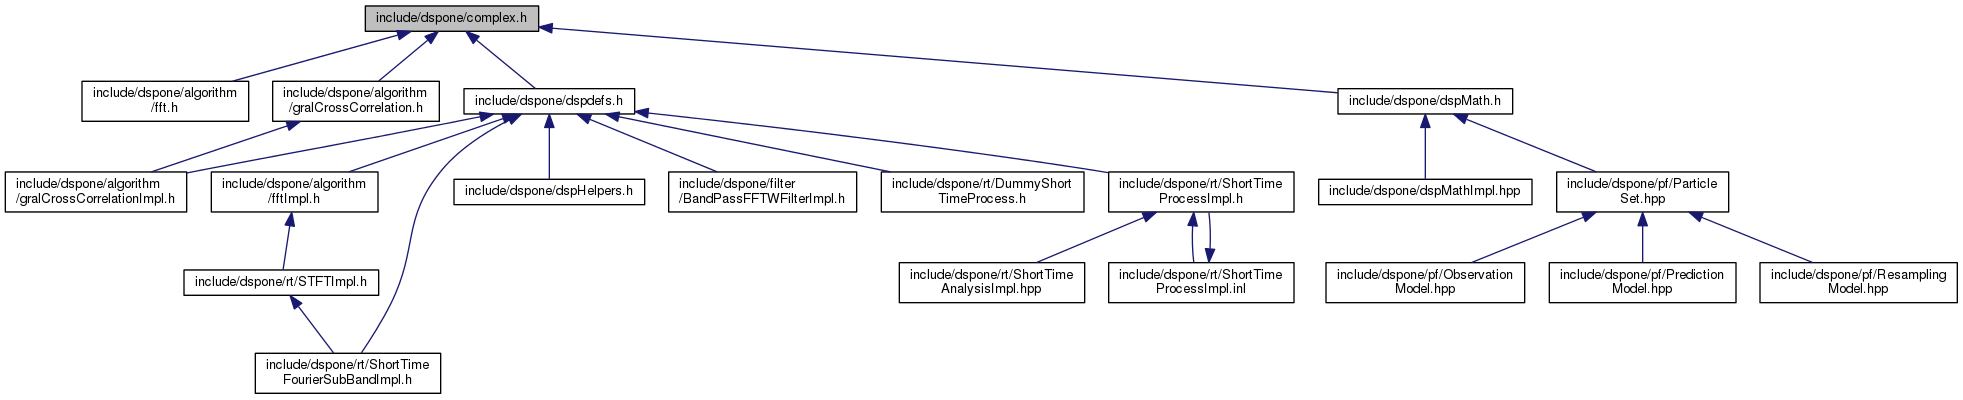 include/dspone/complex.h
include/dspone/algorithm
/fft.h
include/dspone/algorithm
/gralCrossCorrelation.h
include/dspone/dspdefs.h
include/dspone/dspMath.h
include/dspone/algorithm
/gralCrossCorrelationImpl.h
include/dspone/algorithm
/fftImpl.h
include/dspone/dspHelpers.h
include/dspone/filter
/BandPassFFTWFilterImpl.h
include/dspone/rt/DummyShort
TimeProcess.h
include/dspone/rt/ShortTime
ProcessImpl.h
include/dspone/dspMathImpl.hpp
include/dspone/pf/Particle
Set.hpp
include/dspone/rt/STFTImpl.h
include/dspone/rt/ShortTime
AnalysisImpl.hpp
include/dspone/rt/ShortTime
ProcessImpl.inl
include/dspone/pf/Observation
Model.hpp
include/dspone/pf/Prediction
Model.hpp
include/dspone/pf/Resampling
Model.hpp
include/dspone/rt/ShortTime
FourierSubBandImpl.h